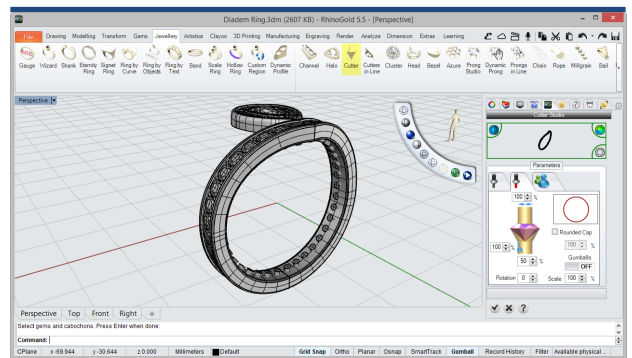 Diadem Ring.3dm (2607 KB) - RhinoGold 5.5 - [Perspective]
File Drawing Modelling Transform Gems Jewellery Artistica Clayoo 3D Printing Manufacturing Engraving Render Analyze Dimension Extras Learning
Gauge Wizard Shank Eternity Ring Signet Ring Ring by Curve Ring by Objects Ring by Text Band Scale Ring Hollow Ring Custom Region Dynamic Profile Channel Halo Cutter Cutters in Line Cluster Head Bezel Azure Prong Studio Dynamic Prong Prongs in Line Chain Rope Millgrain Bail
Perspective
Cutter Studio
Parameters
100 %
Rounded Cap
100 % 100 %
Gumballs
50 % OFF
Rotation 0 Scale 100 %
Perspective Top Front Right
Select gems and cabochons. Press Enter when done:
Command:
CPlane x -69.944 y -30.644 z 0.000 Millimeters Default Grid Snap Ortho Planar Osnap SmartTrack Gumball Record History Filter Available physical ...